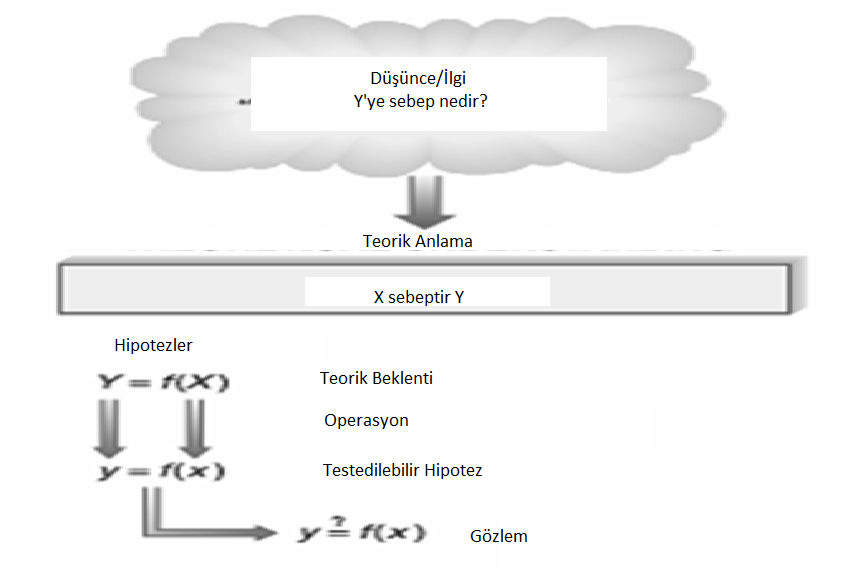 Düşünce/İlgi
Y'ye sebep nedir?
Teorik Anlama
X sebeptir Y
Hipotezler
Y = f(X) Teorik Beklenti
Operasyon
y = f(x) Testedilebilir Hipotez
y ≟ f(x) Gözlem